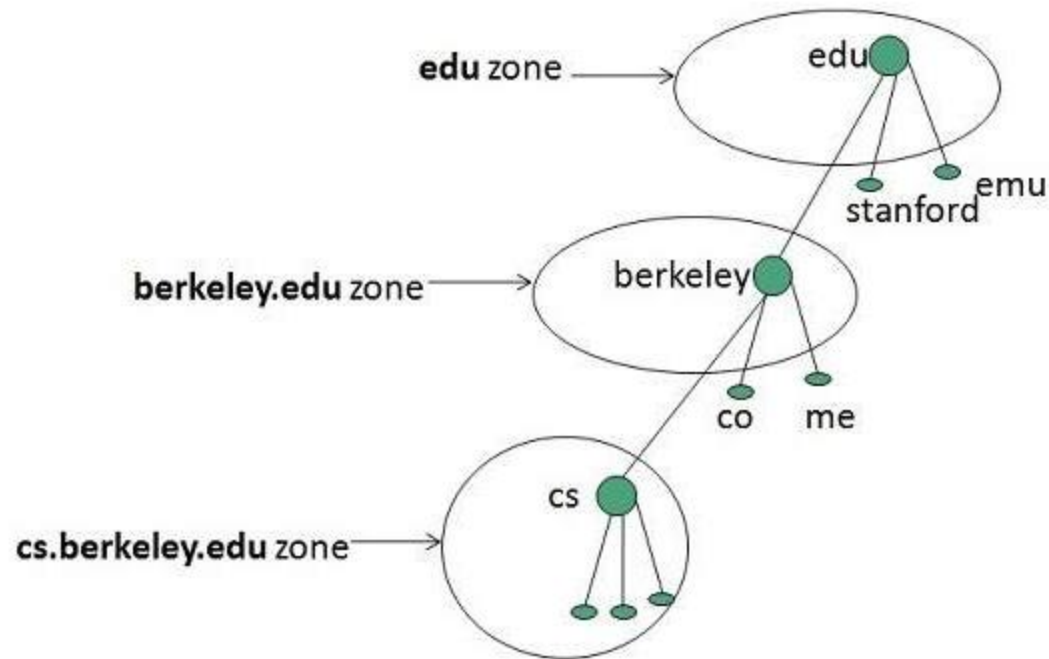 edu
edu zone
emu
stanford
berkeley
berkeley.edu zone
co
me
cs
cs.berkeley.edu zone